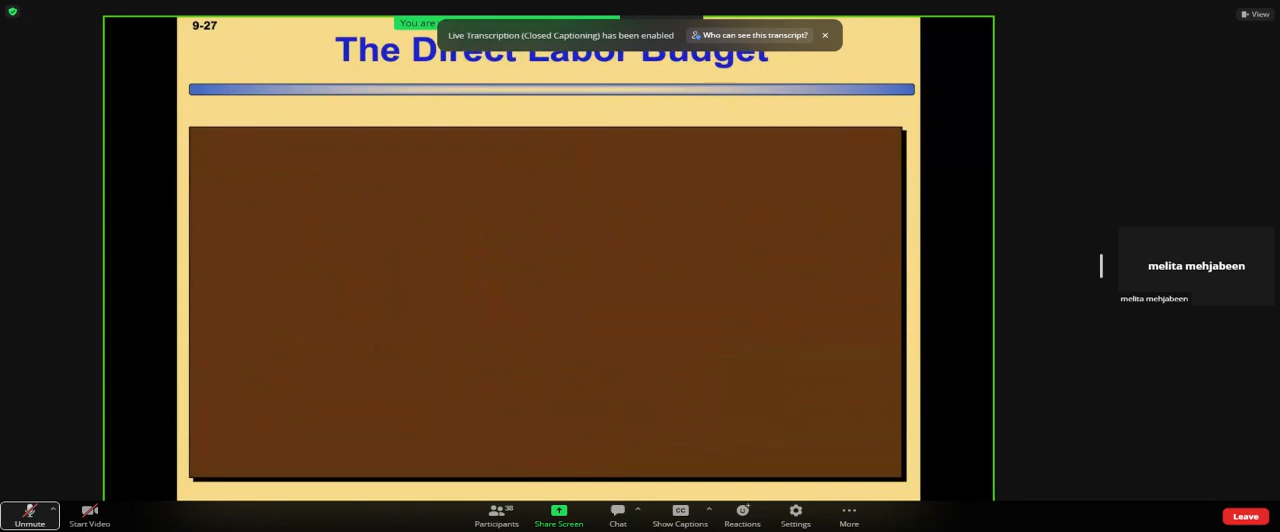 View
9-27
You are
Live Transcription (Closed Captioning) has been enabled
Who can see this transcript?
The Direct Labor Budget
melita mehjabeen
melita mehjabeen
Unmute
Start Video
38
Participants
Share Screen
Chat
CC
Show Captions
Reactions
Settings
More
Leave